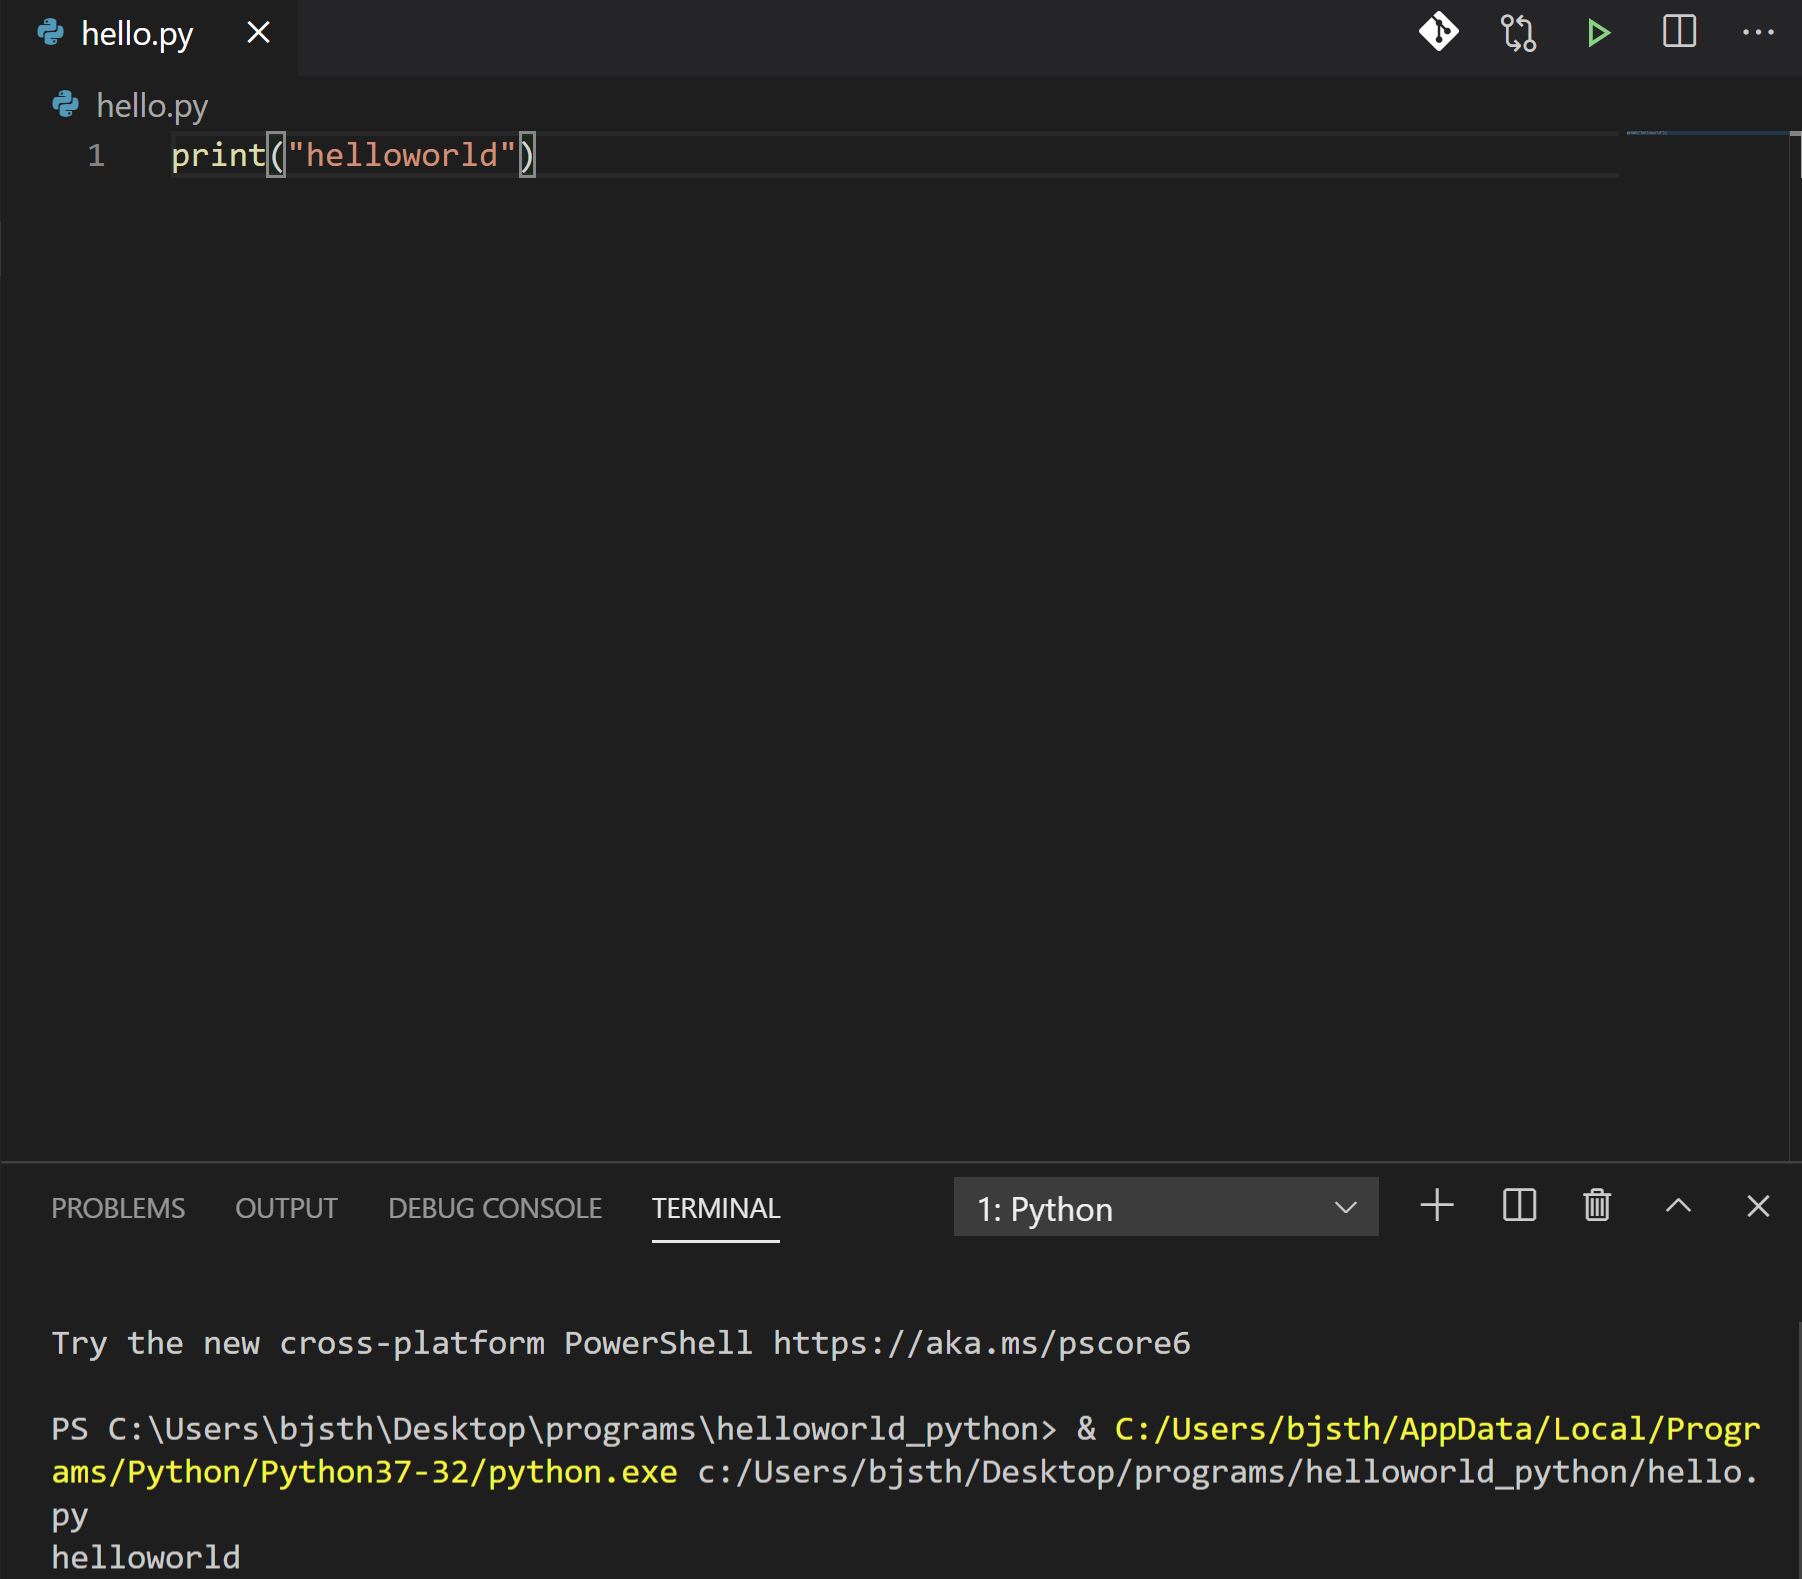 hello.py
hello.py
1 print("helloworld")
PROBLEMS OUTPUT DEBUG CONSOLE TERMINAL 1: Python
Try the new cross-platform PowerShell https://aka.ms/pscore6
PS C:\Users\bjsth\Desktop\programs\helloworld_python> & C:/Users/bjsth/AppData/Local/Progr
ams/Python/Python37-32/python.exe c:/Users/bjsth/Desktop/programs/helloworld_python/hello.
py
helloworld